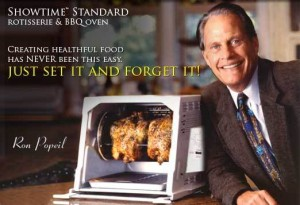 SHOWTIME™ STANDARD
ROTISSERIE & BBQ OVEN
CREATING HEALTHFUL FOOD
HAS NEVER BEEN THIS EASY.
JUST SET IT AND FORGET IT!
Ron Popeil